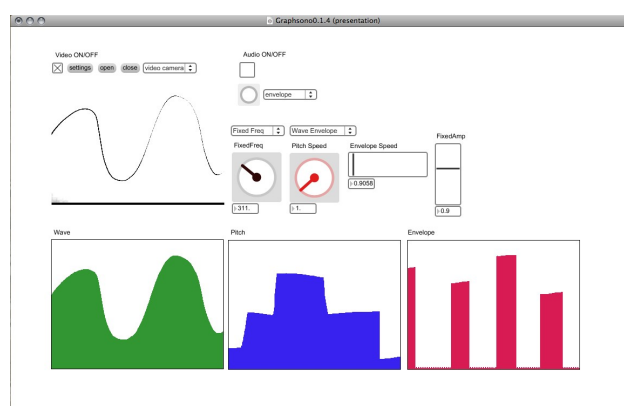 Graphsono0.1.4 (presentation)
Video ON/OFF
settings open close video camera
Audio ON/OFF
envelope
Fixed Freq Wave Envelope
FixedFreq Pitch Speed Envelope Speed FixedAmp
0.9058
311. 1. 0.9
Wave Pitch Envelope